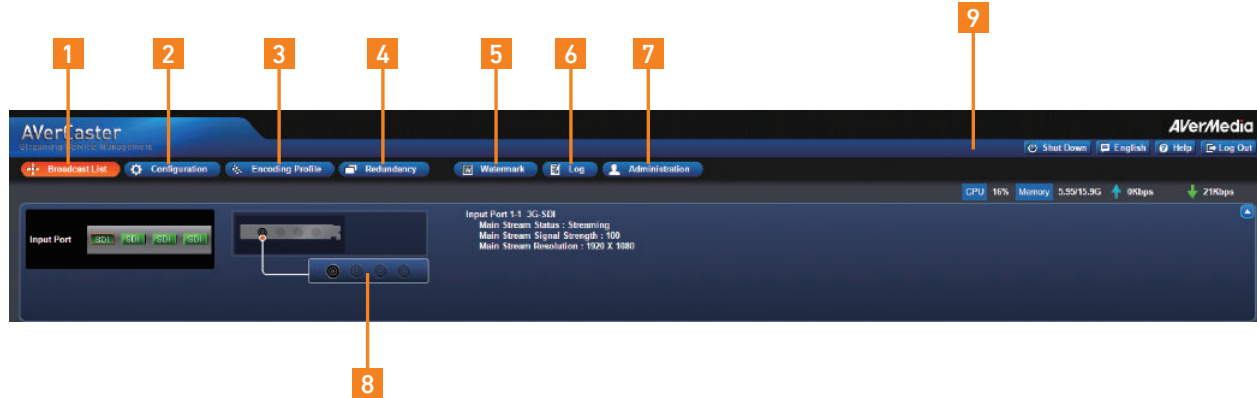 9
1 2 3 4 5 6 7
AVerCaster
AVerMedia
Streaming Service Management
Shut Down English Help Log Out
Broadcast List Configuration Encoding Profile Redundancy Watermark Log Administration
CPU 16% Memory 5.95/15.9G 0Kbps 21Kbps
Input Port 1-1 3G-SDI
Main Stream Status : Streaming
Main Stream Signal Strength : 100
Main Stream Resolution : 1920 X 1080
Input Port SDI SDI SDI SDI
8